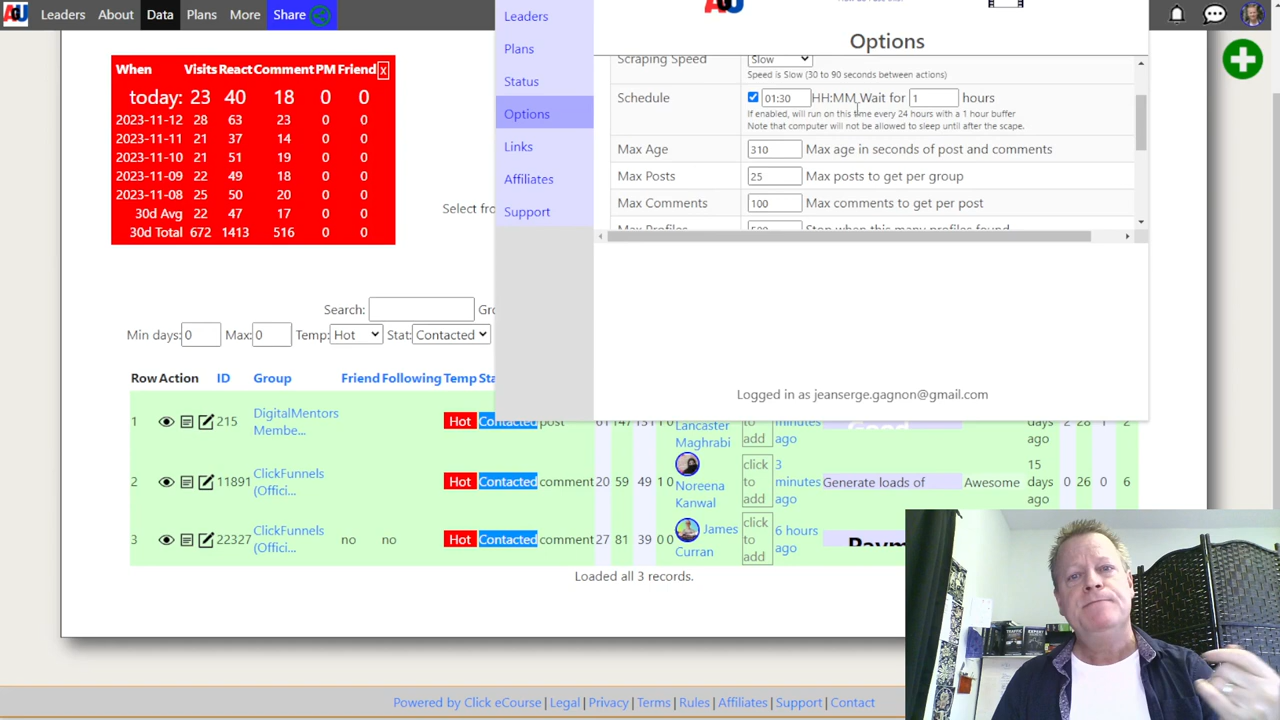 Leaders About Data Plans More Share
When Visits React Comment PM Friend X
today: 23 40 18 0 0
2023-11-12 28 63 23 0 0
2023-11-11 21 37 14 0 0
2023-11-10 21 51 19 0 0
2023-11-09 22 49 18 0 0
2023-11-08 25 50 20 0 0
30d Avg 22 47 17 0 0
30d Total 672 1413 516 0 0
Select fro
Search:
Gro
Min days: 0 Max: 0 Temp: Hot Stat: Contacted
Leaders
Plans
Status
Options
Links
Affiliates
Support
Options
Scraping Speed Slow
Speed is Slow (30 to 90 seconds between actions)
Schedule 01:30 HH:MM Wait for 1 hours
If enabled, will run on this time every 24 hours with a 1 hour buffer
Note that computer will not be allowed to sleep until after the scape.
Max Age 310 Max age in seconds of post and comments
Max Posts 25 Max posts to get per group
Max Comments 100 Max comments to get per post
Max Profiles 500 Stop when this many profiles found
Logged in as jeanserge.gagnon@gmail.com
Row Action ID Group Friend Following Temp Sta
1 215 DigitalMentors Membe... Hot Contacted post Lancaster Maghrabi click to add minutes ago Good days ago 2 28 1 2
2 11891 ClickFunnels (Offici... Hot Contacted comment 20 59 49 1 0 Noreena Kanwal click to add 3 minutes ago Generate loads of Awesome 15 days ago 0 26 0 6
3 22327 ClickFunnels (Offici... no no Hot Contacted comment 27 81 39 0 0 James Curran click to add 6 hours ago
Loaded all 3 records.
Powered by Click eCourse | Legal | Privacy | Terms | Rules | Affiliates | Support | Contact